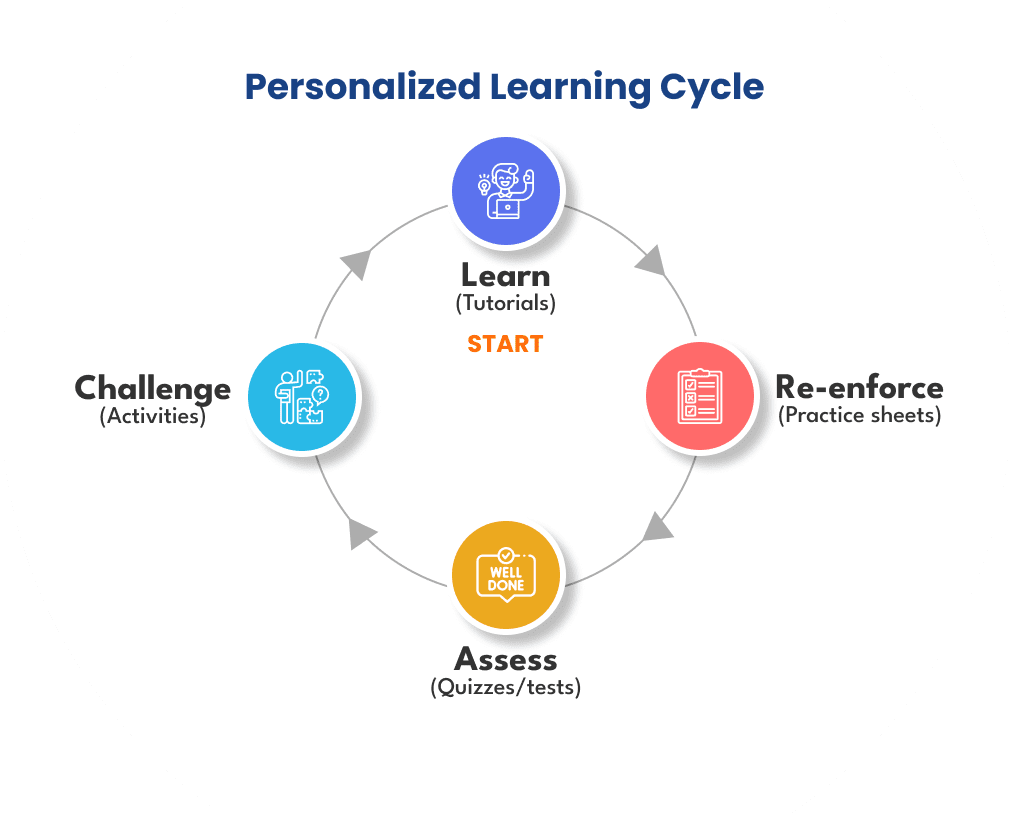 Personalized Learning Cycle
Learn
(Tutorials)
START
Re-enforce
(Practice sheets)
?
WELL
DONE
Assess
(Quizzes/tests)
Challenge
(Activities)